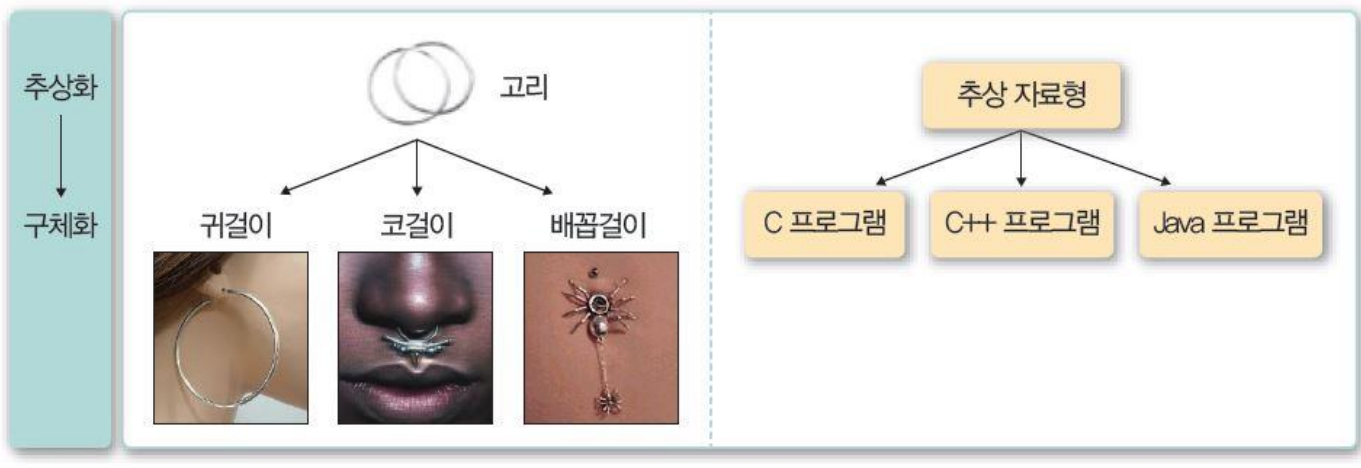 추상화
구체화
고리
귀걸이
코걸이
배꼽걸이
추상 자료형
C 프로그램
C++ 프로그램
Java 프로그램